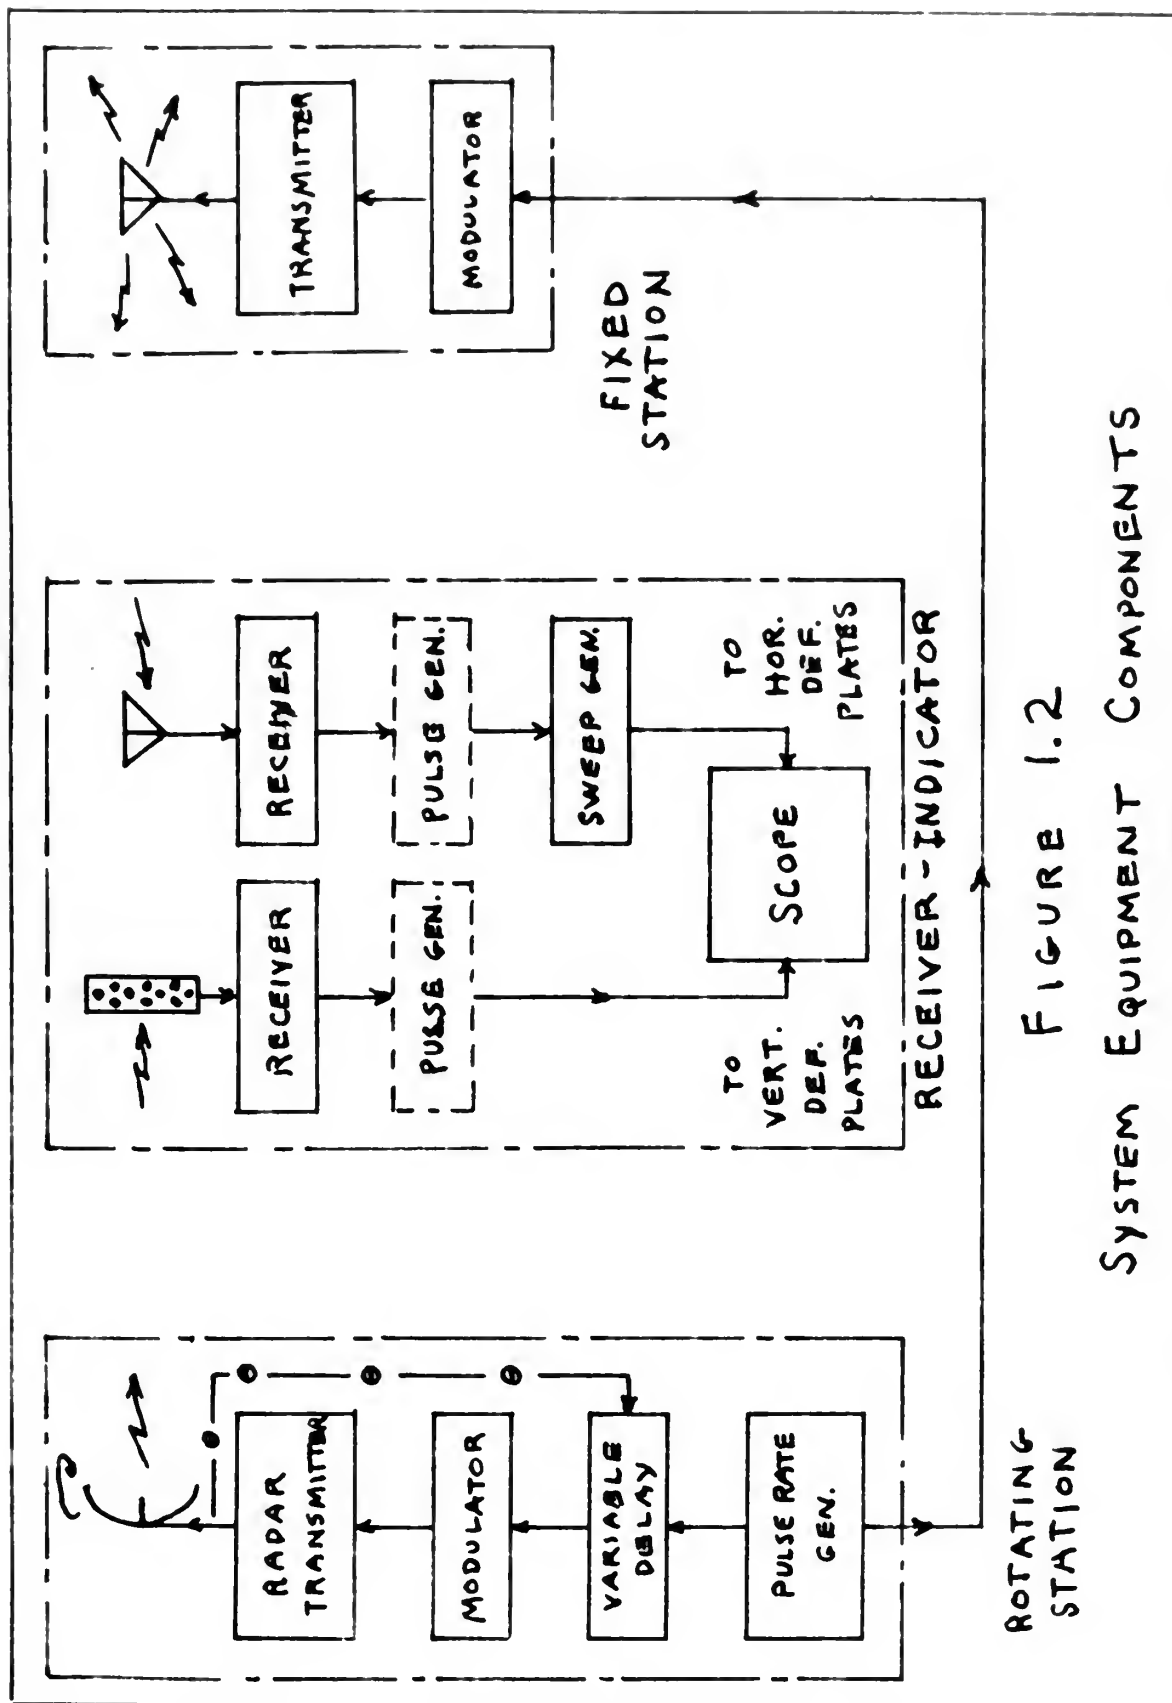 RADAR
TRANSMITTER
MODULATOR
VARIABLE
DELAY
PULSE RATE
GEN.
ROTATING
STATION
RECEIVER
PULSE GEN.
TO
VERT.
DEF.
PLATES
RECEIVER
PULSE GEN.
SWEEP GEN.
TO
HOR.
DEF.
PLATES
SCOPE
RECEIVER-INDICATOR
TRANSMITTER
MODULATOR
FIXED
STATION
FIGURE 1.2
SYSTEM EQUIPMENT COMPONENTS